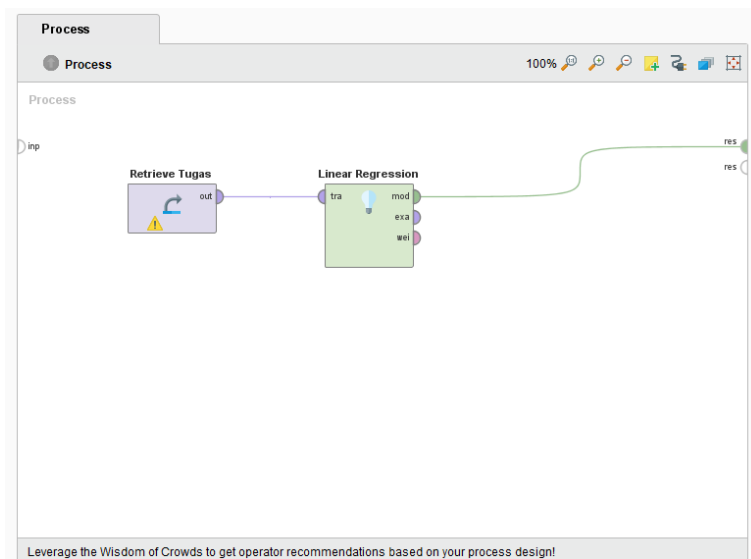 Process
Process
100%
Process
inp
res
res
Retrieve Tugas
out
Linear Regression
tra
mod
exa
wei
Leverage the Wisdom of Crowds to get operator recommendations based on your process design!